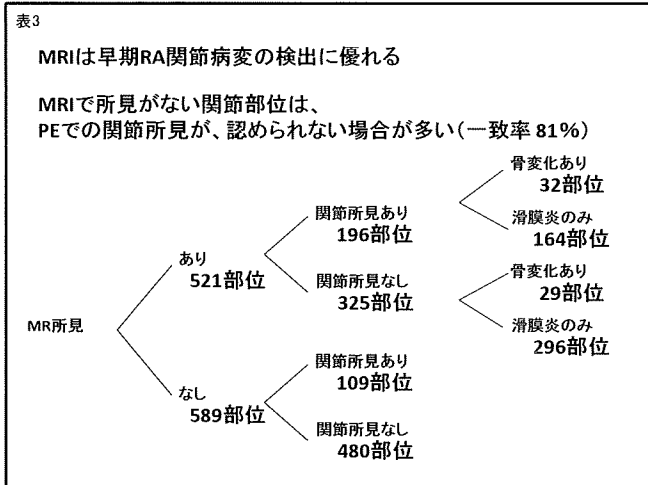 表3
MRIは早期RA関節病変の検出に優れる
MRIで所見がない関節部位は、
PEでの関節所見が、認められない場合が多い(一致率 81%)
MR所見
あり
521部位
関節所見あり
196部位
骨変化あり
32部位
滑膜炎のみ
164部位
関節所見なし
325部位
骨変化あり
29部位
滑膜炎のみ
296部位
なし
589部位
関節所見あり
109部位
関節所見なし
480部位